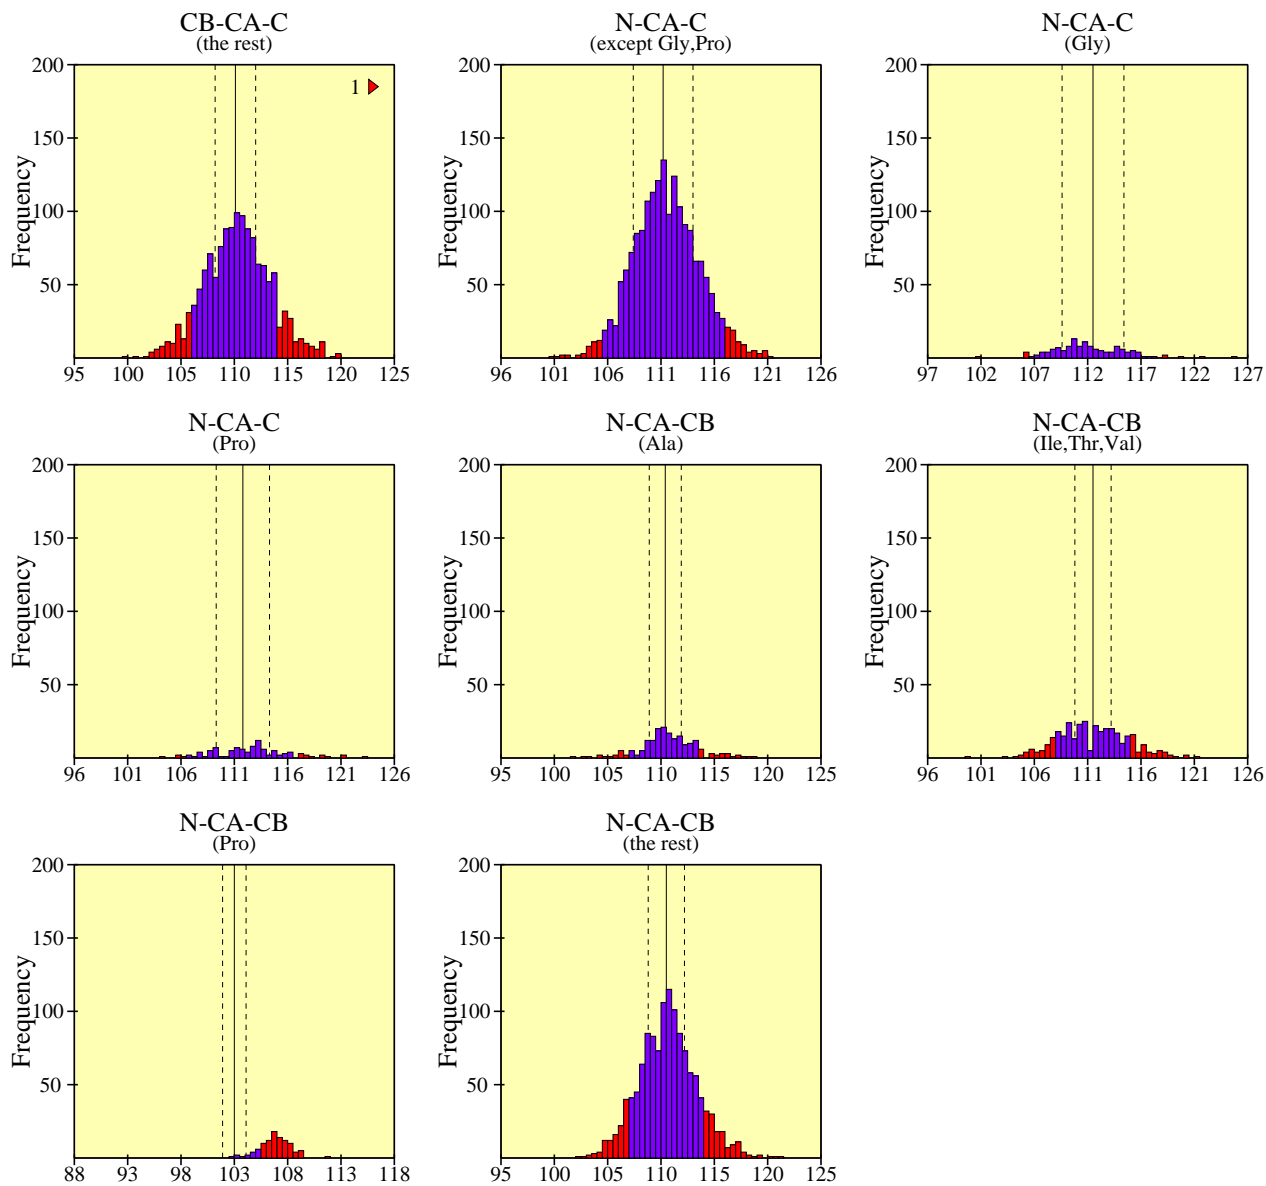 CB-CA-C
(the rest)
200
150
100
50
Frequency
1
95 100 105 110 115 120 125
N-CA-C
(except Gly,Pro)
200
150
100
50
Frequency
96 101 106 111 116 121 126
N-CA-C
(Gly)
200
150
100
50
Frequency
97 102 107 112 117 122 127
N-CA-C
(Pro)
200
150
100
50
Frequency
96 101 106 111 116 121 126
N-CA-CB
(Ala)
200
150
100
50
Frequency
95 100 105 110 115 120 125
N-CA-CB
(Ile,Thr,Val)
200
150
100
50
Frequency
96 101 106 111 116 121 126
N-CA-CB
(Pro)
200
150
100
50
Frequency
88 93 98 103 108 113 118
N-CA-CB
(the rest)
200
150
100
50
Frequency
95 100 105 110 115 120 125